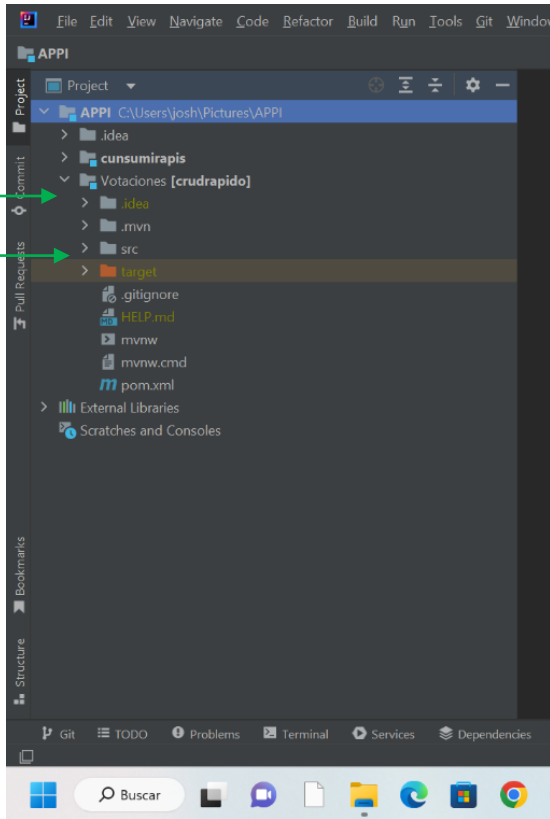 File Edit View Navigate Code Refactor Build Run Tools Git Window
APPI
Project
APPI C:\Users\josh\Pictures\APPI
.idea
cunsumirapis
Votaciones [crudrapido]
.idea
.mvn
src
target
.gitignore
MD HELP.md
mvnw
mvnw.cmd
m pom.xml
External Libraries
Scratches and Consoles
Project
Commit
Pull Requests
Bookmarks
Structure
Git TODO Problems Terminal Services Dependencies
Buscar